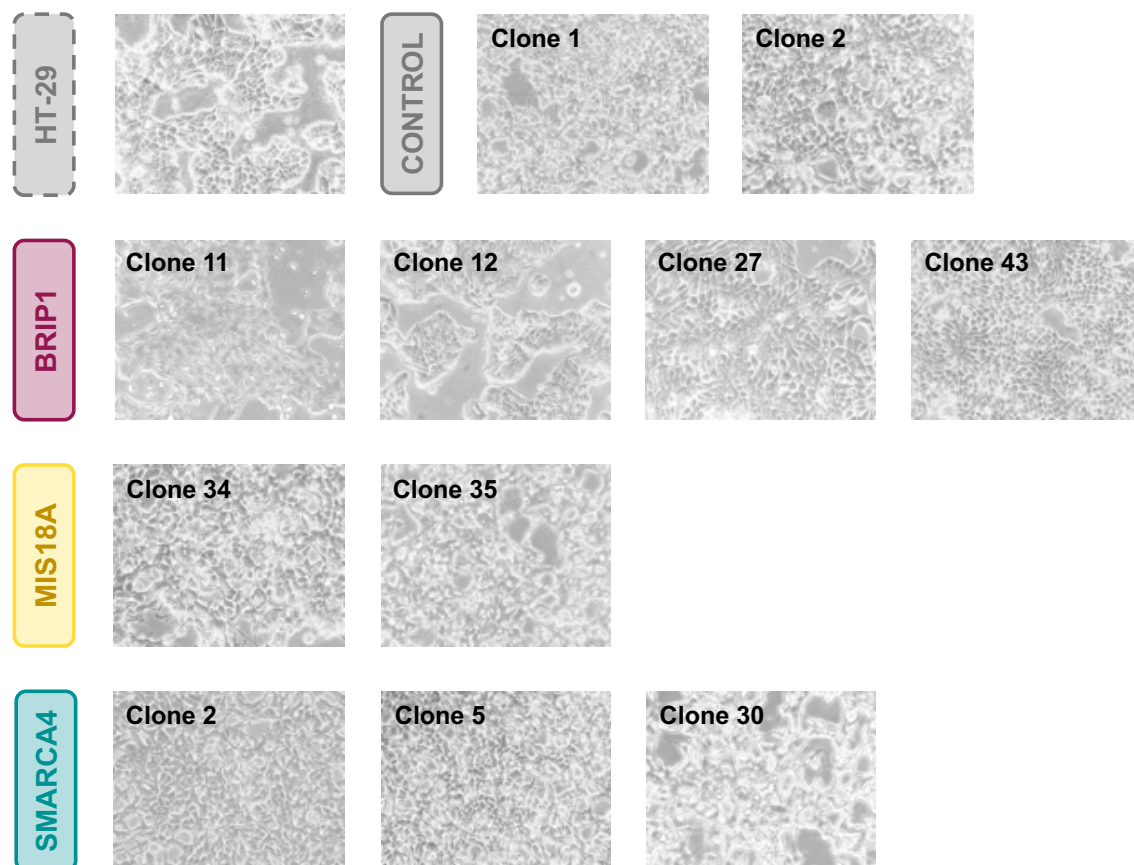 HT-29
CONTROL
Clone 1
Clone 2
BRIP1
Clone 11
Clone 12
Clone 27
Clone 43
MIS18A
Clone 34
Clone 35
SMARCA4
Clone 2
Clone 5
Clone 30